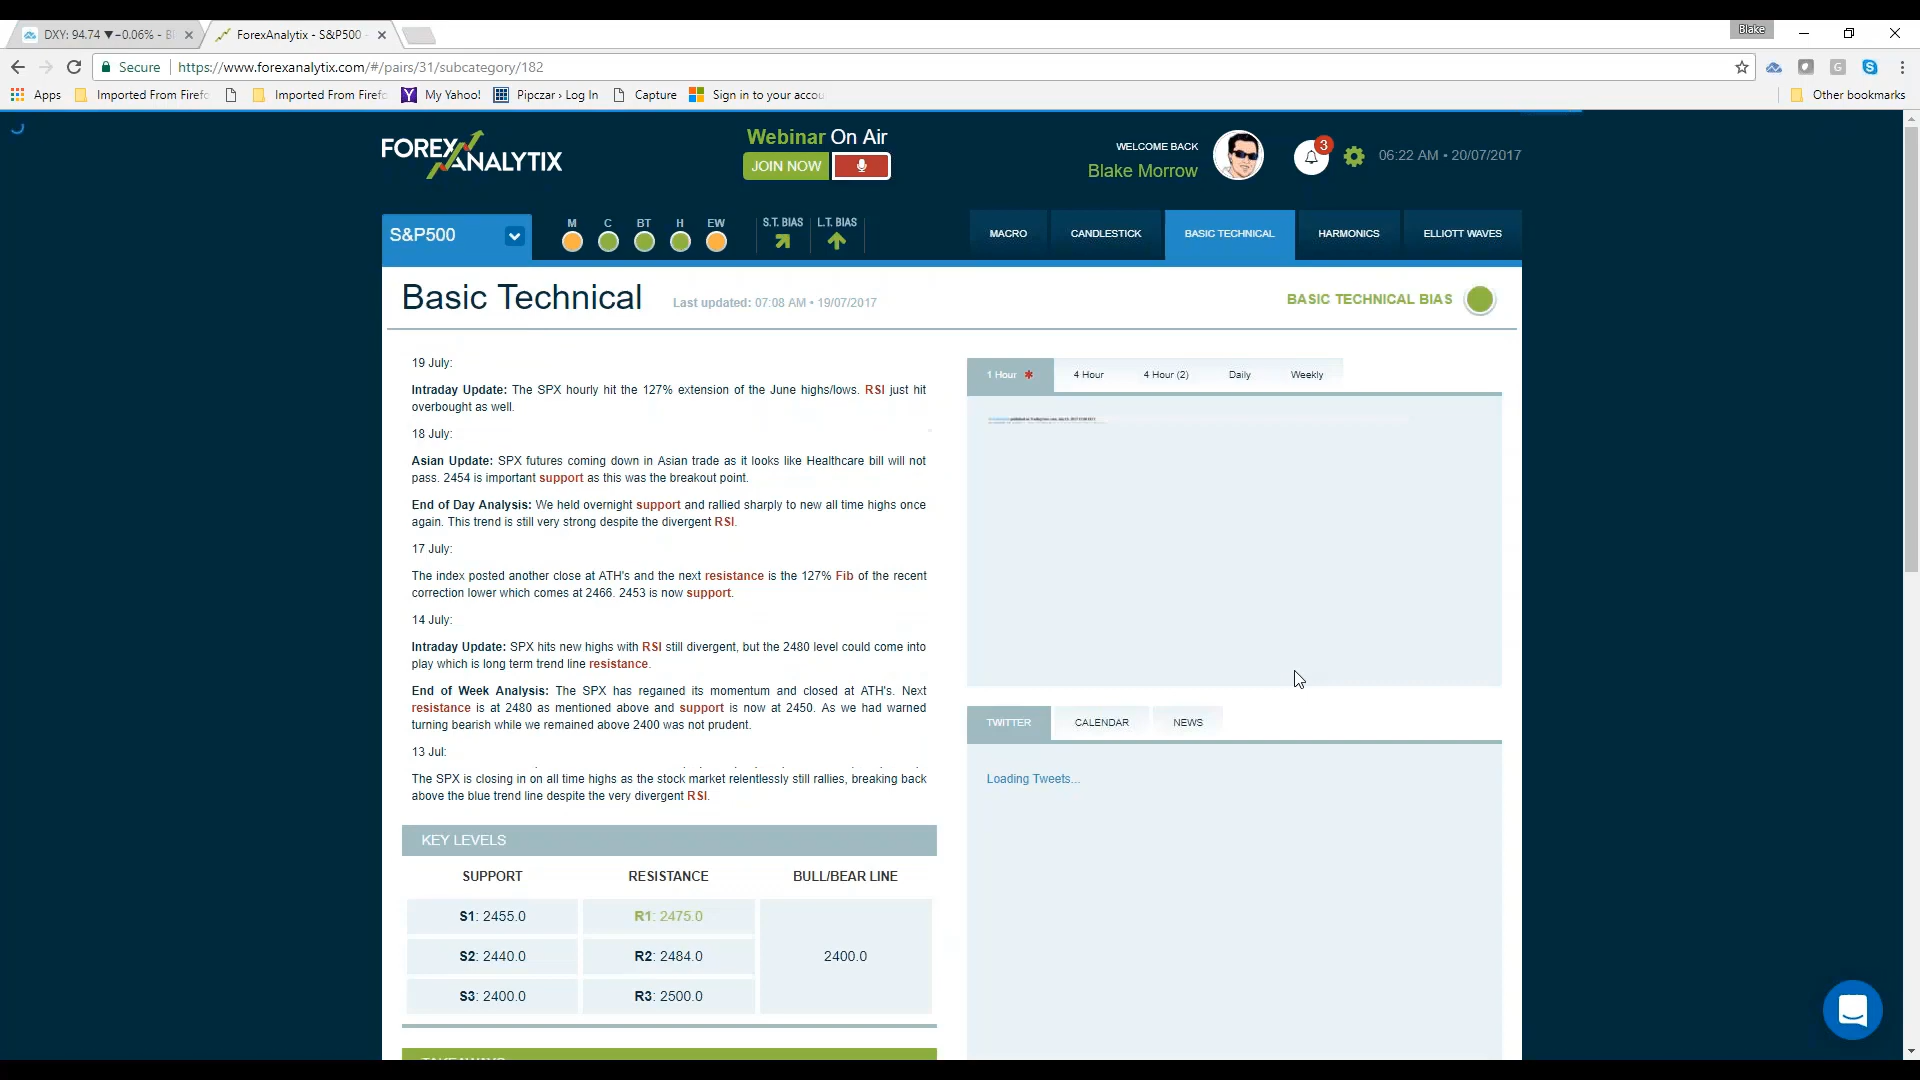 DXY: 94.74 ▼−0.06% - B
ForexAnalytix - S&P500 -
Blake
Secure
https://www.forexanalytix.com/#/pairs/31/subcategory/182
Apps
Imported From Firefo
Imported From Firefo
My Yahoo!
Pipczar › Log In
Capture
Sign in to your accou
Other bookmarks
FOREX ANALYTIX
Webinar On Air
JOIN NOW
WELCOME BACK
Blake Morrow
3
06:22 AM • 20/07/2017
S&P500
M C BT H EW
S.T. BIAS L.T. BIAS
MACRO
CANDLESTICK
BASIC TECHNICAL
HARMONICS
ELLIOTT WAVES
Basic Technical
Last updated: 07:08 AM • 19/07/2017
BASIC TECHNICAL BIAS
19 July:
Intraday Update: The SPX hourly hit the 127% extension of the June highs/lows. RSI just hit
overbought as well.
18 July:
Asian Update: SPX futures coming down in Asian trade as it looks like Healthcare bill will not
pass. 2454 is important support as this was the breakout point.
End of Day Analysis: We held overnight support and rallied sharply to new all time highs once
again. This trend is still very strong despite the divergent RSI.
17 July:
The index posted another close at ATH's and the next resistance is the 127% Fib of the recent
correction lower which comes at 2466. 2453 is now support.
14 July:
Intraday Update: SPX hits new highs with RSI still divergent, but the 2480 level could come into
play which is long term trend line resistance.
End of Week Analysis: The SPX has regained its momentum and closed at ATH's. Next
resistance is at 2480 as mentioned above and support is now at 2450. As we had warned
turning bearish while we remained above 2400 was not prudent.
13 Jul:
The SPX is closing in on all time highs as the stock market relentlessly still rallies, breaking back
above the blue trend line despite the very divergent RSI.
KEY LEVELS
SUPPORT RESISTANCE BULL/BEAR LINE
S1: 2455.0 R1: 2475.0
S2: 2440.0 R2: 2484.0 2400.0
S3: 2400.0 R3: 2500.0
1 Hour * 4 Hour 4 Hour (2) Daily Weekly
TWITTER CALENDAR NEWS
Loading Tweets...